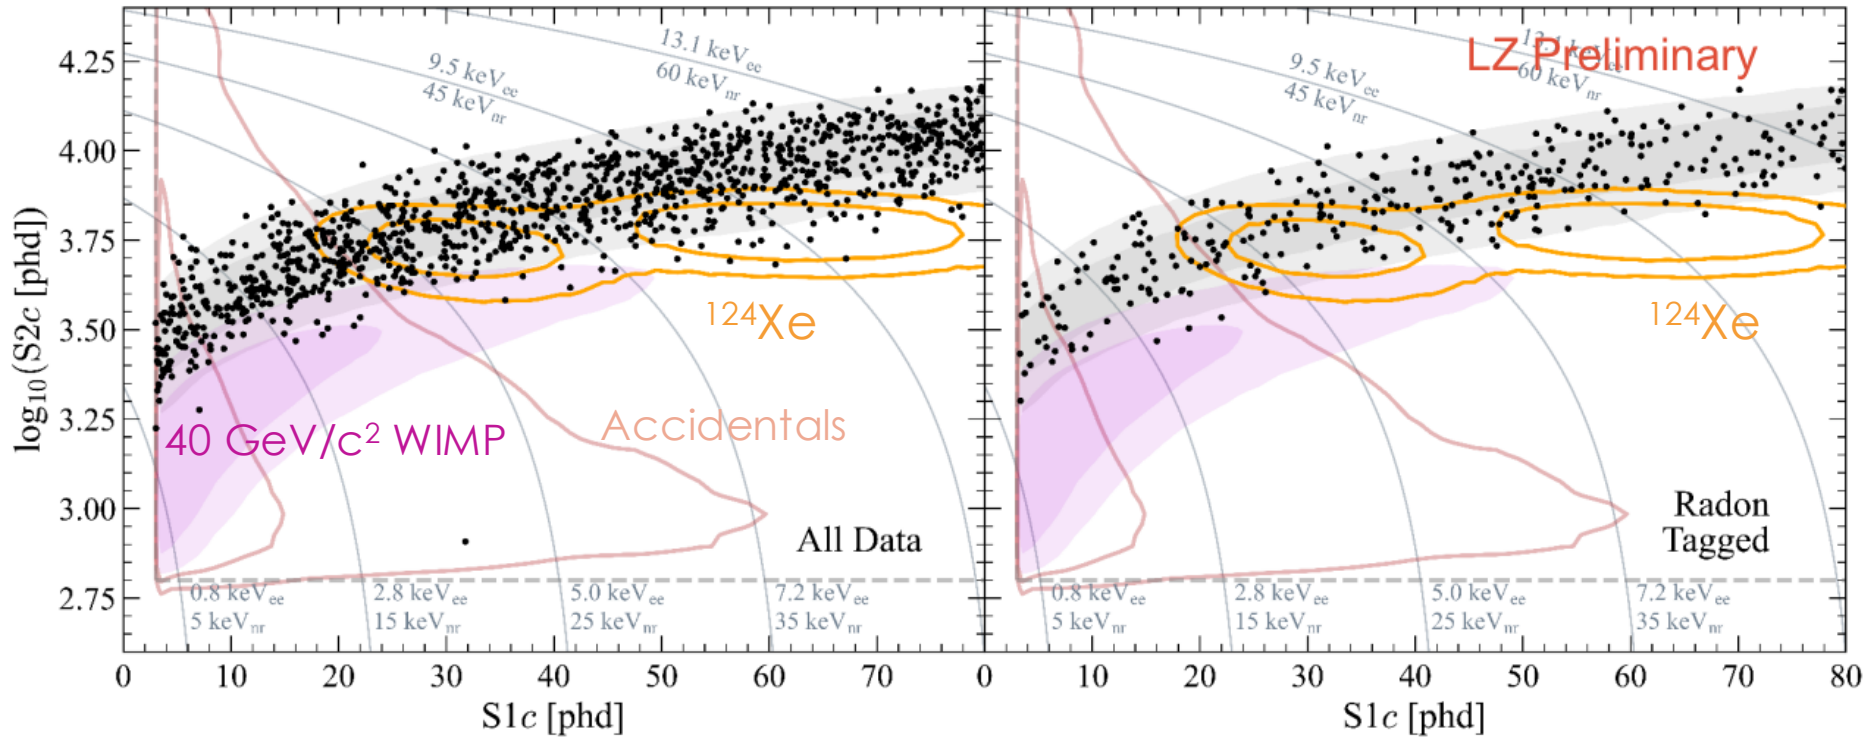 LZ Preliminary
log₁₀(S2c [phd])
4.25
4.00
3.75
3.50
3.25
3.00
2.75
13.1 keVₑₑ
60 keVₙᵣ
9.5 keVₑₑ
45 keVₙᵣ
¹²⁴Xe
40 GeV/c² WIMP
Accidentals
All Data
0.8 keVₑₑ
5 keVₙᵣ
2.8 keVₑₑ
15 keVₙᵣ
5.0 keVₑₑ
25 keVₙᵣ
7.2 keVₑₑ
35 keVₙᵣ
0 10 20 30 40 50 60 70
S1c [phd]
13.1 keVₑₑ
60 keVₙᵣ
9.5 keVₑₑ
45 keVₙᵣ
¹²⁴Xe
Radon
Tagged
0.8 keVₑₑ
5 keVₙᵣ
2.8 keVₑₑ
15 keVₙᵣ
5.0 keVₑₑ
25 keVₙᵣ
7.2 keVₑₑ
35 keVₙᵣ
0 10 20 30 40 50 60 70 80
S1c [phd]